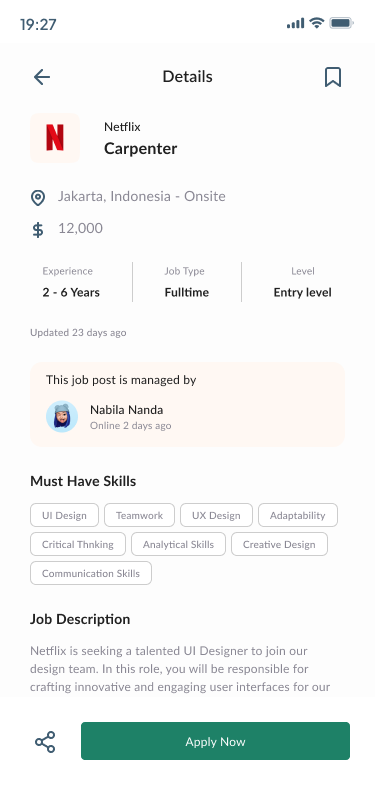 19:27
Details
Netflix
Carpenter
Jakarta, Indonesia - Onsite
$ 12,000
Experience
Job Type
Level
2 - 6 Years
Fulltime
Entry level
Updated 23 days ago
This job post is managed by
Nabila Nanda
Online 2 days ago
Must Have Skills
UI Design
Teamwork
UX Design
Adaptability
Critical Thnking
Analytical Skills
Creative Design
Communication Skills
Job Description
Netflix is seeking a talented UI Designer to join our
design team. In this role, you will be responsible for
crafting innovative and engaging user interfaces for our
Apply Now